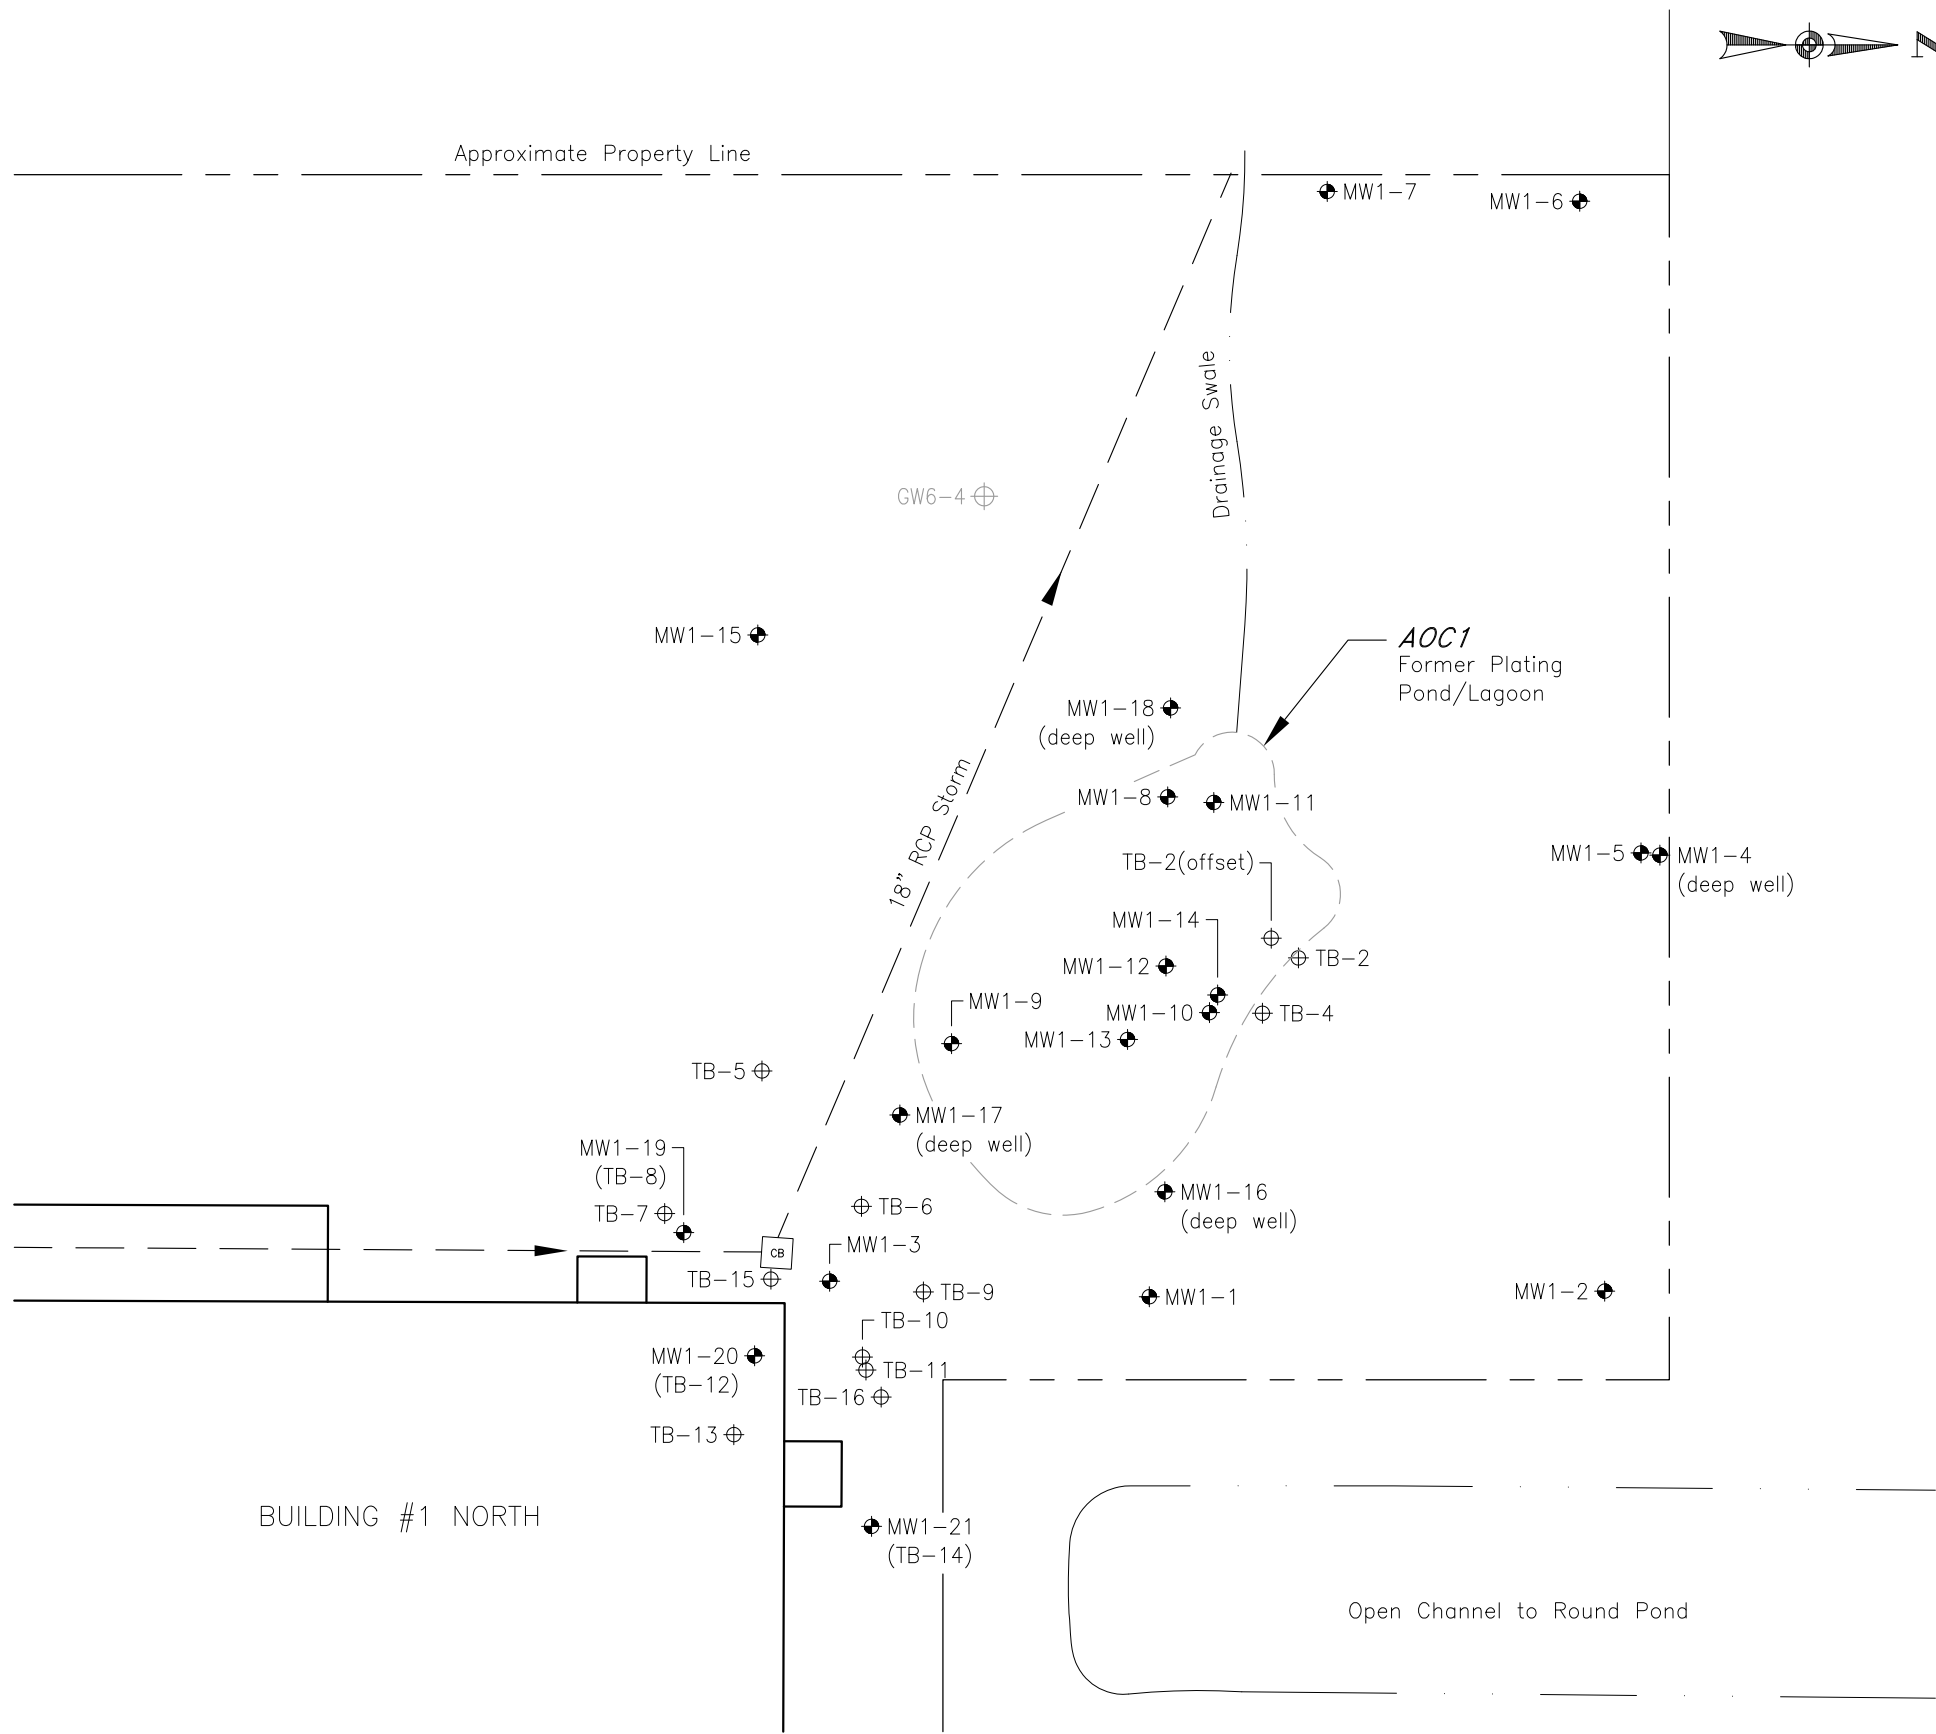 N
Approximate Property Line
MW1-7
MW1-6
Drainage Swale
GW6-4
MW1-15
AOC1
Former Plating
Pond/Lagoon
MW1-18
(deep well)
18" RCP Storm
MW1-8
MW1-11
TB-2(offset)
MW1-5
MW1-4
(deep well)
MW1-14
MW1-12
TB-2
MW1-9
MW1-10
TB-4
MW1-13
TB-5
MW1-17
(deep well)
MW1-19
(TB-8)
TB-7
TB-6
MW1-16
(deep well)
CB
MW1-3
TB-15
TB-9
MW1-1
MW1-2
TB-10
MW1-20
(TB-12)
TB-11
TB-16
TB-13
BUILDING #1 NORTH
MW1-21
(TB-14)
Open Channel to Round Pond